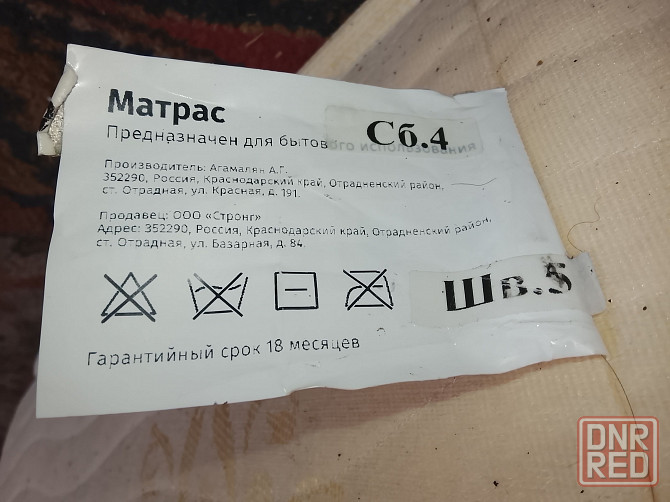 Матрас
Предназначен для бытового использования
Сб.4
Производитель: Агамалян А.Г.
352290, Россия, Краснодарский край, Отрадненский район,
ст. Отрадная, ул. Красная, д. 191.
Продавец: ООО «Стронг»
Адрес: 352290, Россия, Краснодарский край, Отрадненский район,
ст. Отрадная, ул. Базарная, д. 84.
Шв.5
Гарантийный срок 18 месяцев
DNR
RED